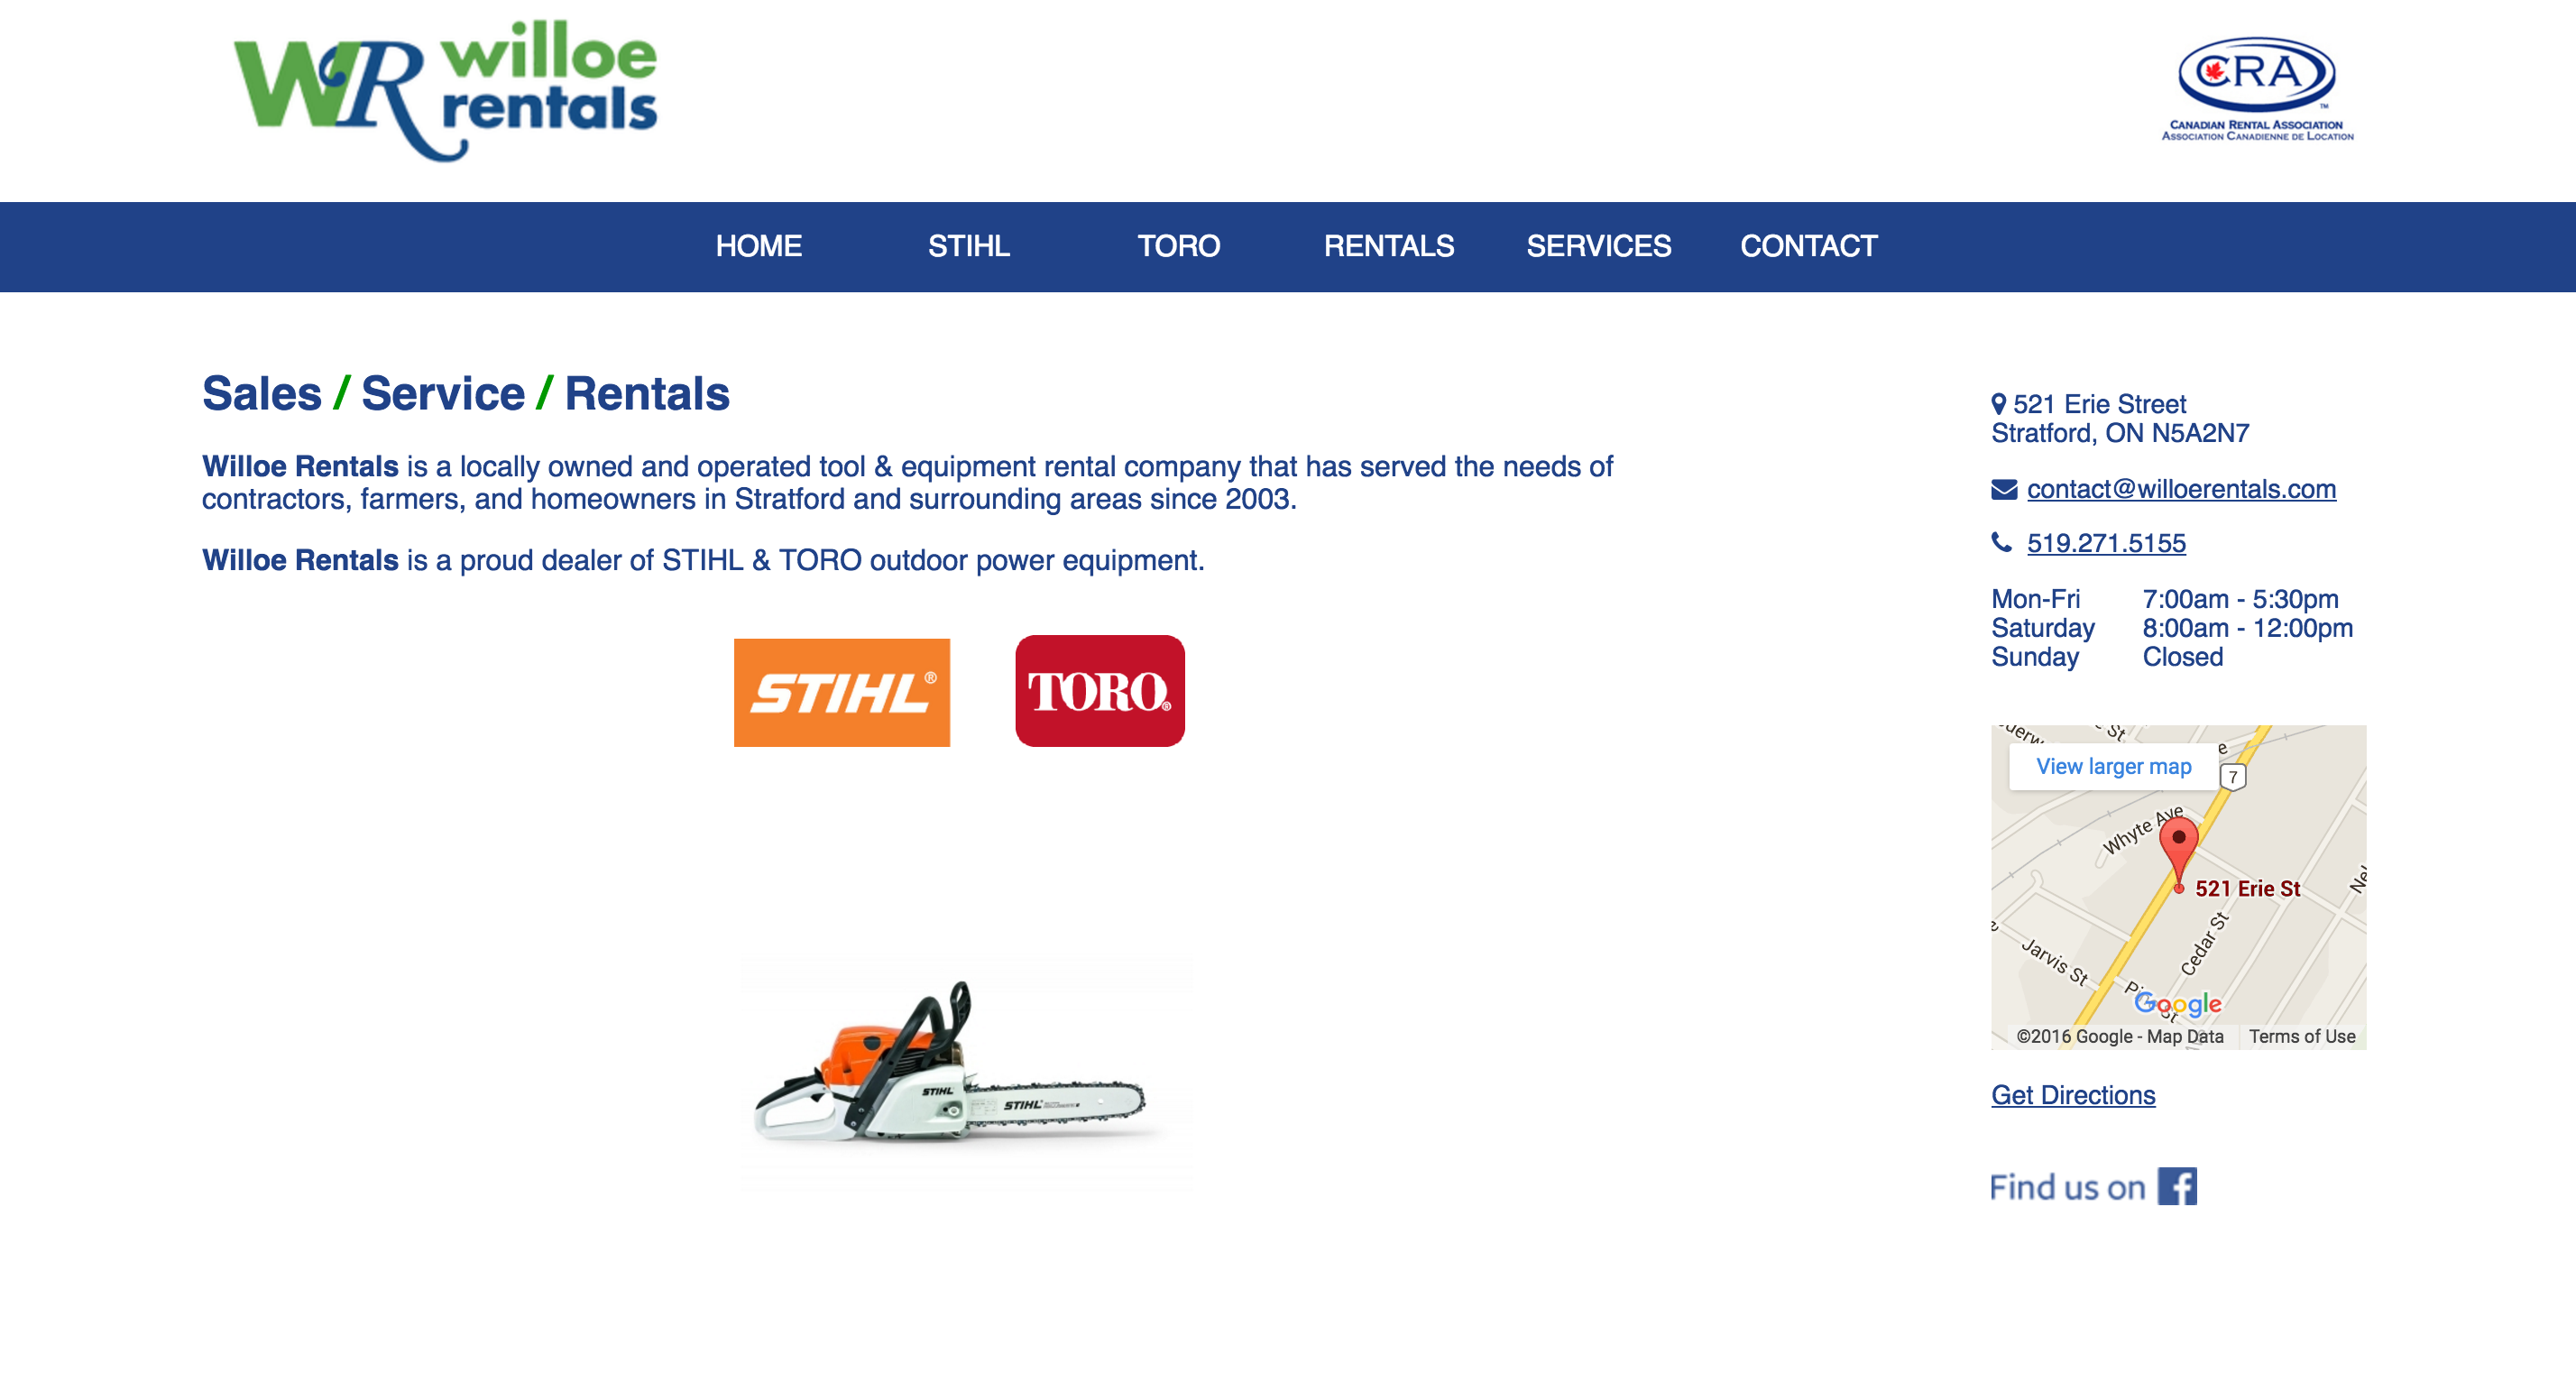 WR willoe
rentals
CRA™
CANADIAN RENTAL ASSOCIATION
ASSOCIATION CANADIENNE DE LOCATION
HOME STIHL TORO RENTALS SERVICES CONTACT
Sales / Service / Rentals
Willoe Rentals is a locally owned and operated tool & equipment rental company that has served the needs of
contractors, farmers, and homeowners in Stratford and surrounding areas since 2003.
Willoe Rentals is a proud dealer of STIHL & TORO outdoor power equipment.
STIHL® TORO®
STIHL STIHL
521 Erie Street
Stratford, ON N5A2N7
contact@willoerentals.com
519.271.5155
Mon-Fri 7:00am - 5:30pm
Saturday 8:00am - 12:00pm
Sunday Closed
View larger map
7
Whyte Ave
521 Erie St
Cedar St
Jarvis St
Google
©2016 Google - Map Data Terms of Use
Get Directions
Find us on f